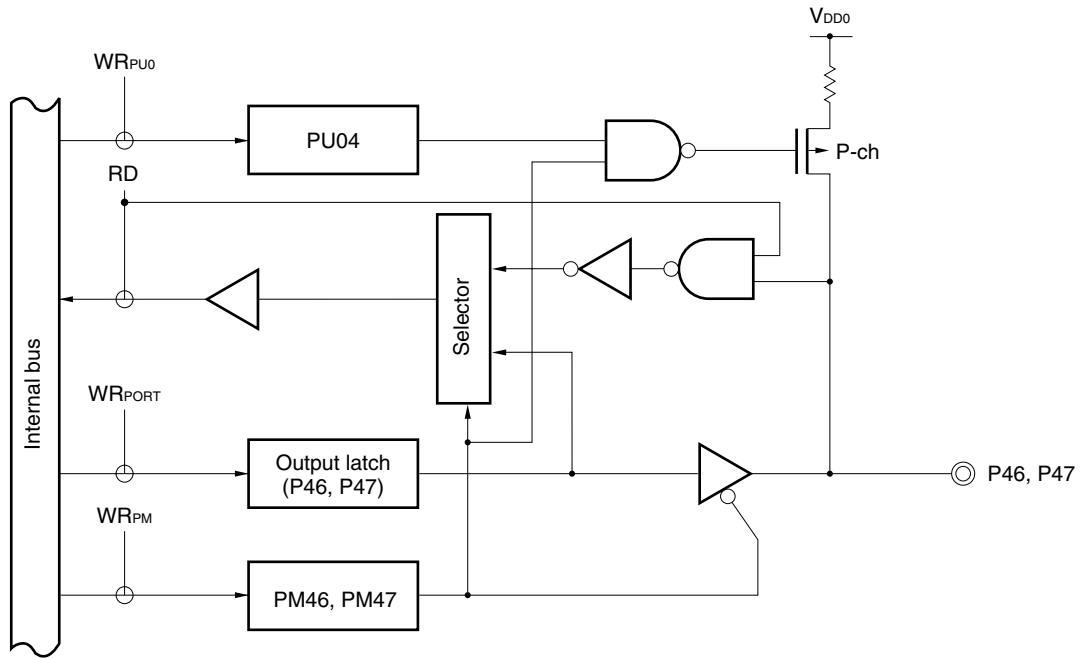 VDD0
WRPU0
PU04
P-ch
RD
Selector
Internal bus
WRPORT
Output latch
(P46, P47)
P46, P47
WRPM
PM46, PM47